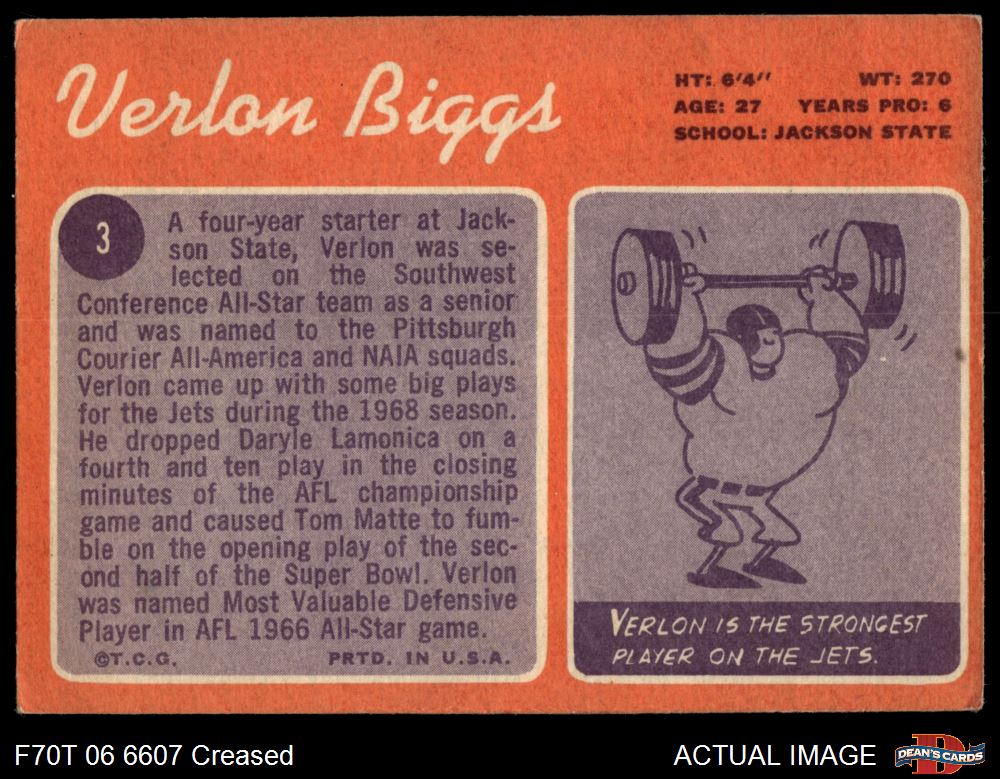 Verlon Biggs
HT: 6'4" WT: 270
AGE: 27 YEARS PRO: 6
SCHOOL: JACKSON STATE
3
A four-year starter at Jack-
son State, Verlon was se-
lected on the Southwest
Conference All-Star team as a senior
and was named to the Pittsburgh
Courier All-America and NAIA squads.
Verlon came up with some big plays
for the Jets during the 1968 season.
He dropped Daryle Lamonica on a
fourth and ten play in the closing
minutes of the AFL championship
game and caused Tom Matte to fum-
ble on the opening play of the sec-
ond half of the Super Bowl. Verlon
was named Most Valuable Defensive
Player in AFL 1966 All-Star game.
©T.C.G. PRTD. IN U.S.A.
VERLON IS THE STRONGEST
PLAYER ON THE JETS.
F70T 06 6607 Creased
ACTUAL IMAGE
D
DEAN'S CARDS